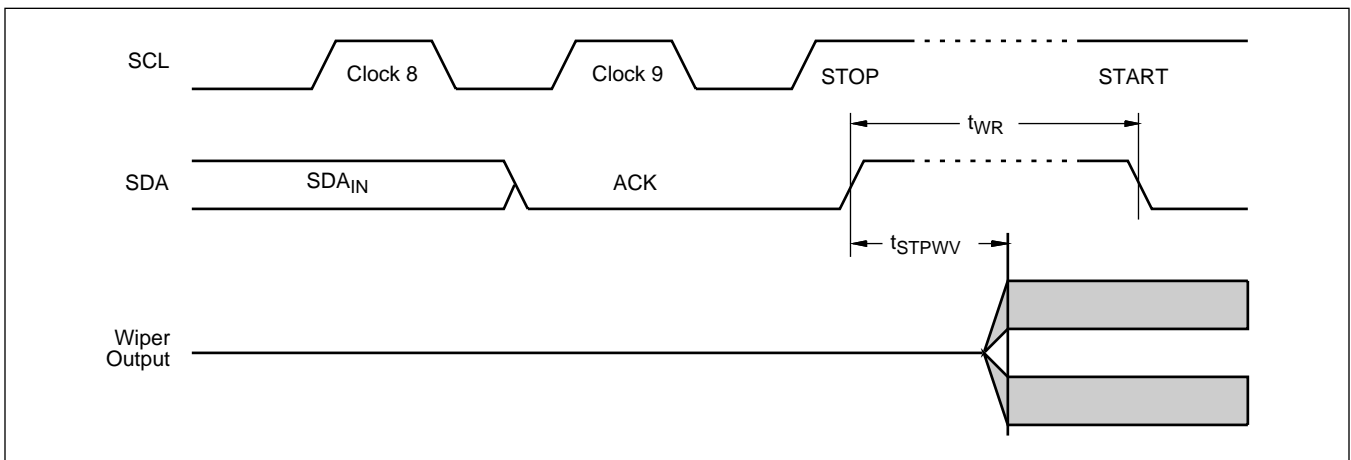 SCL
Clock 8
Clock 9
STOP
START
tWR
SDA
SDAIN
ACK
tSTPWV
Wiper
Output